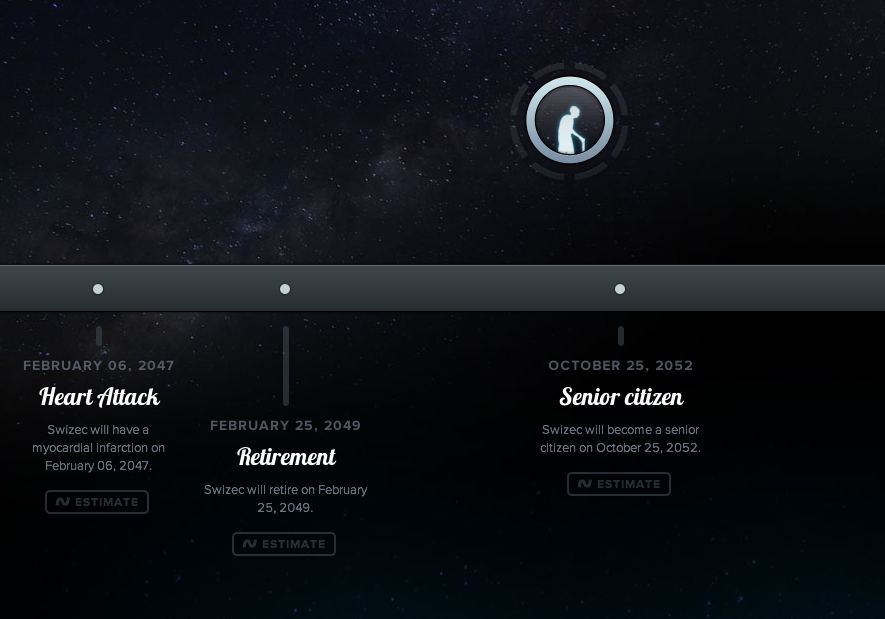 FEBRUARY 06, 2047
Heart Attack
Swizec will have a
myocardial infarction on
February 06, 2047.
ESTIMATE
FEBRUARY 25, 2049
Retirement
Swizec will retire on February
25, 2049.
ESTIMATE
OCTOBER 25, 2052
Senior citizen
Swizec will become a senior
citizen on October 25, 2052.
ESTIMATE